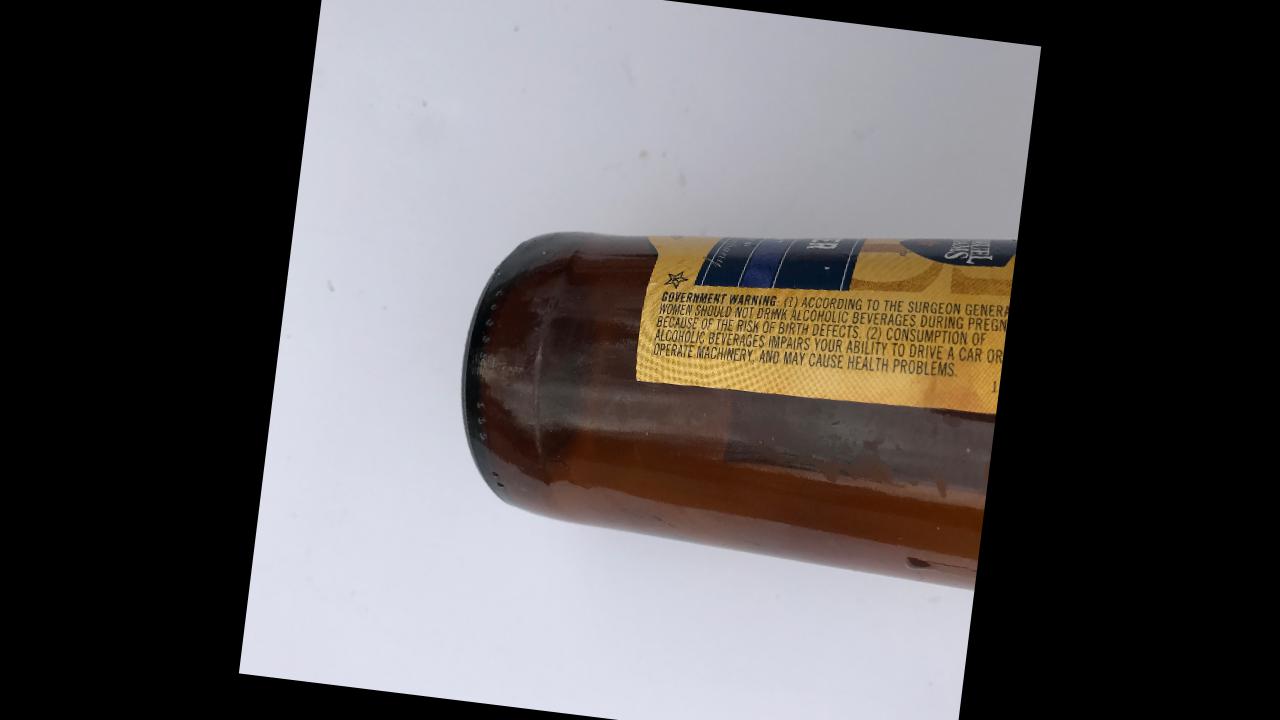 GOVERNMENT WARNING: (1) ACCORDING TO THE SURGEON GENERA
WOMEN SHOULD NOT DRINK ALCOHOLIC BEVERAGES DURING PREGN
BECAUSE OF THE RISK OF BIRTH DEFECTS. (2) CONSUMPTION OF
ALCOHOLIC BEVERAGES IMPAIRS YOUR ABILITY TO DRIVE A CAR OR
OPERATE MACHINERY, AND MAY CAUSE HEALTH PROBLEMS.
1
ER